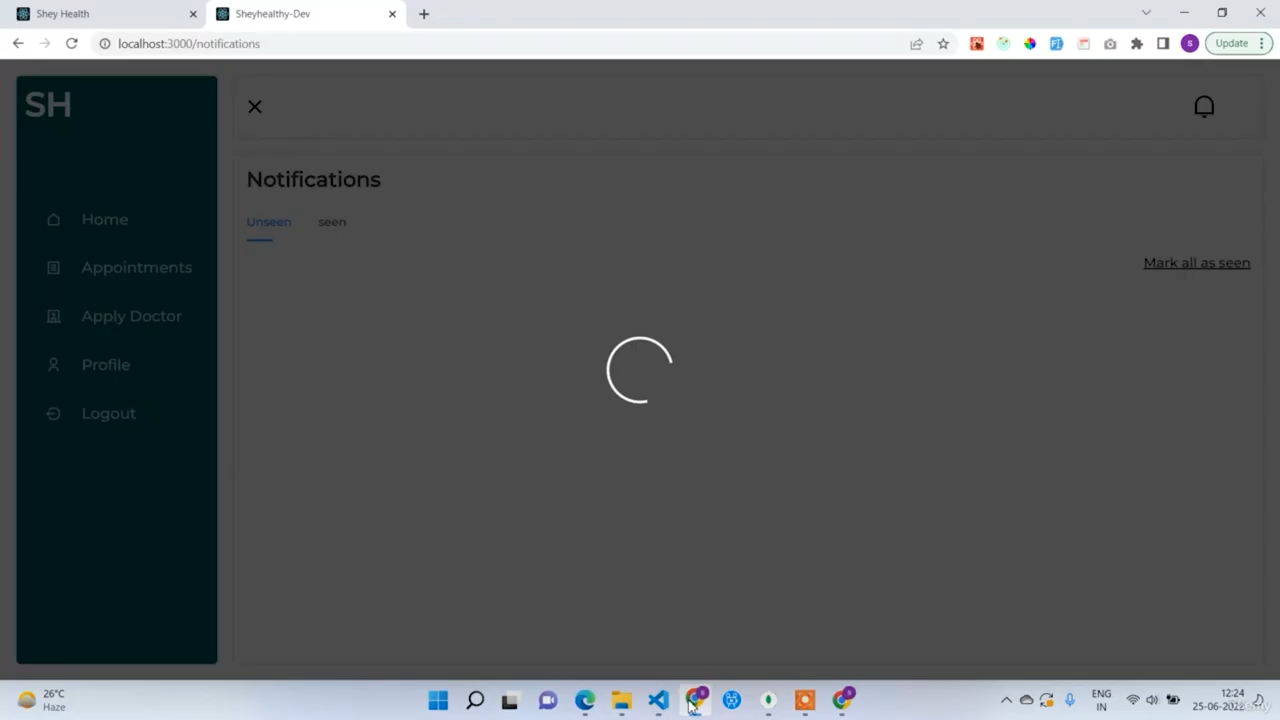 Shey Health
Sheyhealthy-Dev
localhost:3000/notifications
S
Update
SH
Home
Appointments
Apply Doctor
Profile
Logout
Notifications
Unseen
seen
Mark all as seen
26°C
Haze
ENG
IN
12:24
25-06-2022